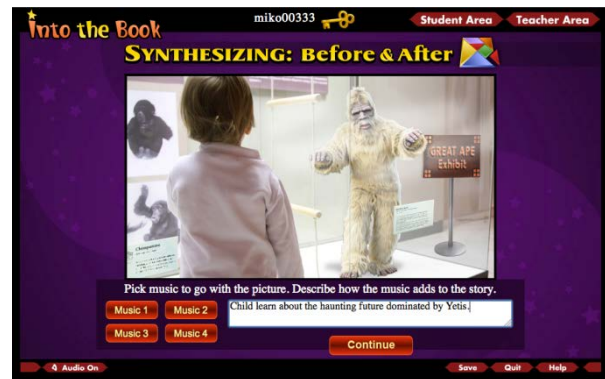 Into the Book
miko00333
Student Area
Teacher Area
SYNTHESIZING: Before & After
GREAT APE
Exhibit
Pick music to go with the picture. Describe how the music adds to the story.
Music 1
Music 2
Child learn about the haunting future dominated by Yetis.
Music 3
Music 4
Continue
Audio On
Save
Quit
Help